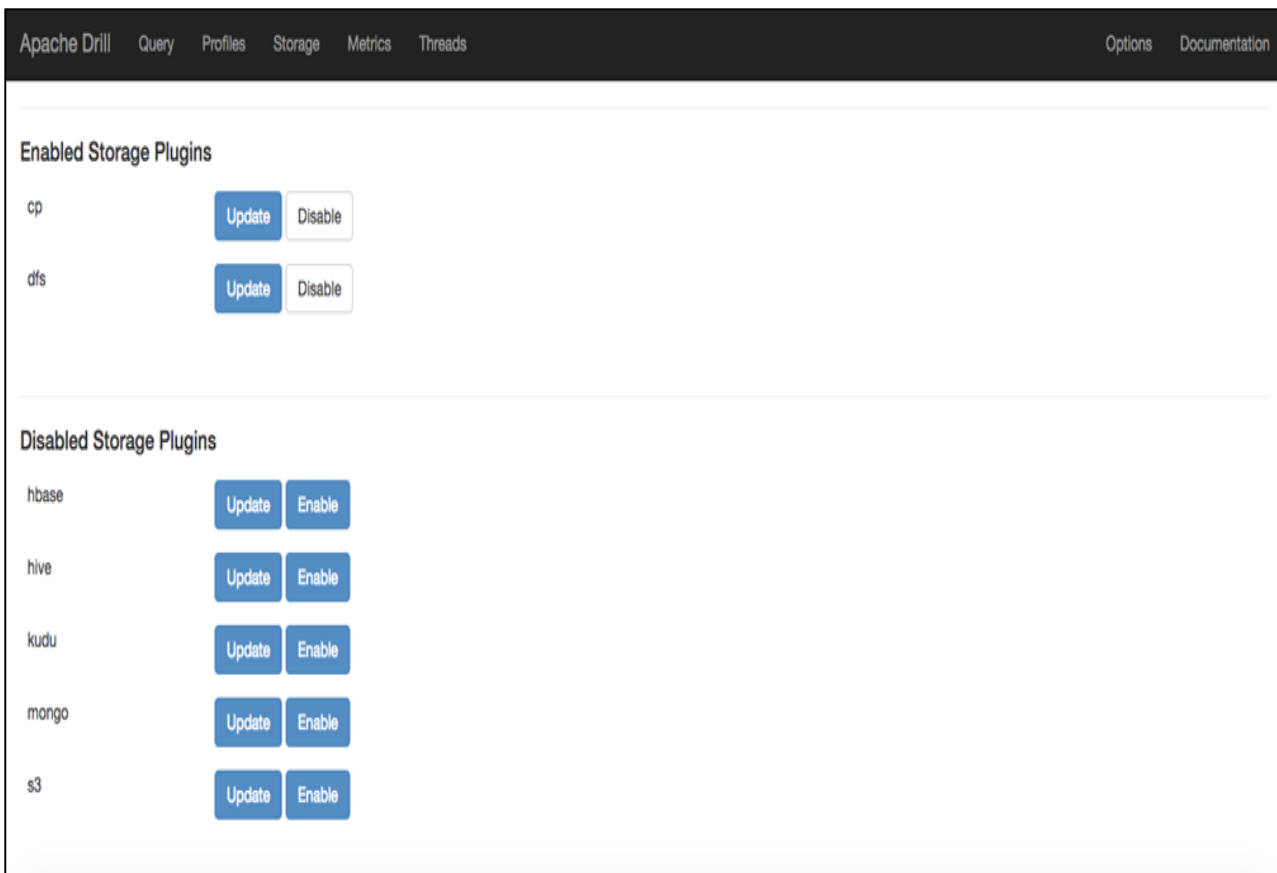 Apache Drill Query Profiles Storage Metrics Threads Options Documentation
Enabled Storage Plugins
cp Update Disable
dfs Update Disable
Disabled Storage Plugins
hbase Update Enable
hive Update Enable
kudu Update Enable
mongo Update Enable
s3 Update Enable